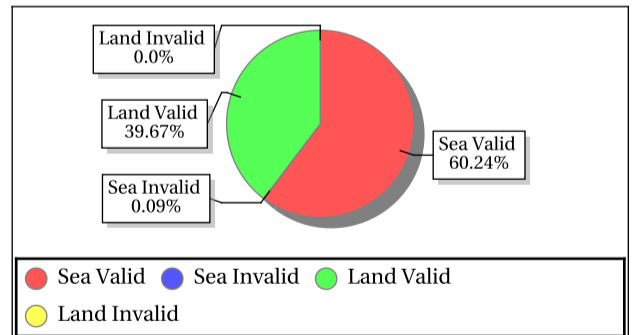 Land Invalid
0.0%
Land Valid
39.67%
Sea Invalid
0.09%
Sea Valid
60.24%
Sea Valid Sea Invalid Land Valid
Land Invalid